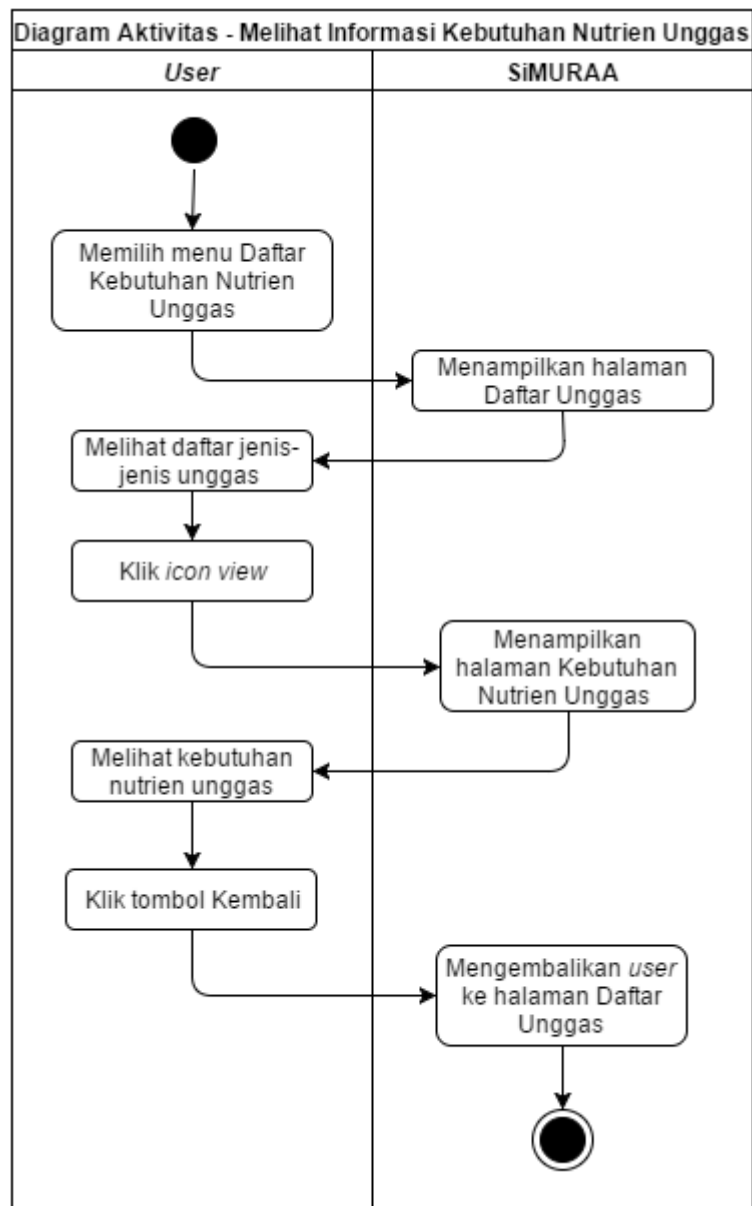 Diagram Aktivitas - Melihat Informasi Kebutuhan Nutrien Unggas
User
SiMURAA
Memilih menu Daftar
Kebutuhan Nutrien
Unggas
Menampilkan halaman
Daftar Unggas
Melihat daftar jenis-
jenis unggas
Klik icon view
Menampilkan
halaman Kebutuhan
Nutrien Unggas
Melihat kebutuhan
nutrien unggas
Klik tombol Kembali
Mengembalikan user
ke halaman Daftar
Unggas